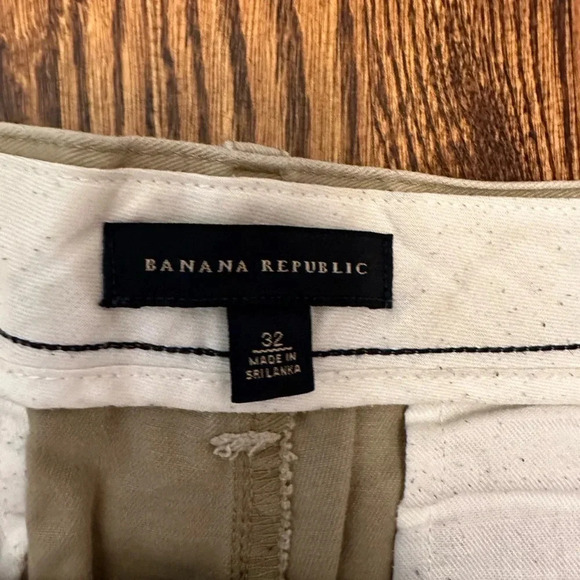 BANANA REPUBLIC
32
MADE IN
SRI LANKA